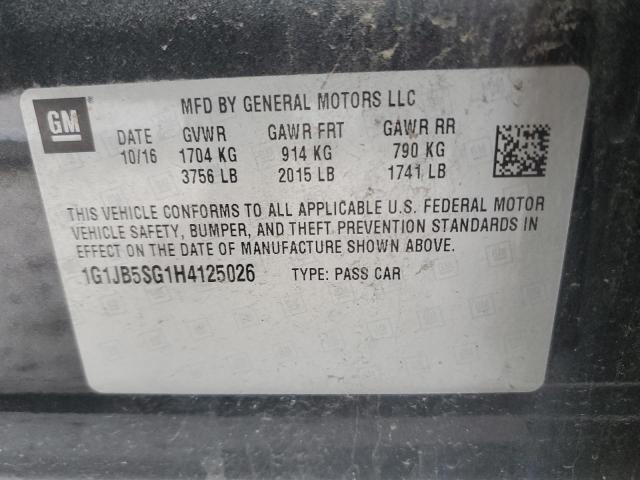 GM
MFD BY GENERAL MOTORS LLC
DATE GVWR GAWR FRT GAWR RR
10/16 1704 KG 914 KG 790 KG
3756 LB 2015 LB 1741 LB
THIS VEHICLE CONFORMS TO ALL APPLICABLE U.S. FEDERAL MOTOR
VEHICLE SAFETY, BUMPER, AND THEFT PREVENTION STANDARDS IN
EFFECT ON THE DATE OF MANUFACTURE SHOWN ABOVE.
1G1JB5SG1H4125026 TYPE: PASS CAR